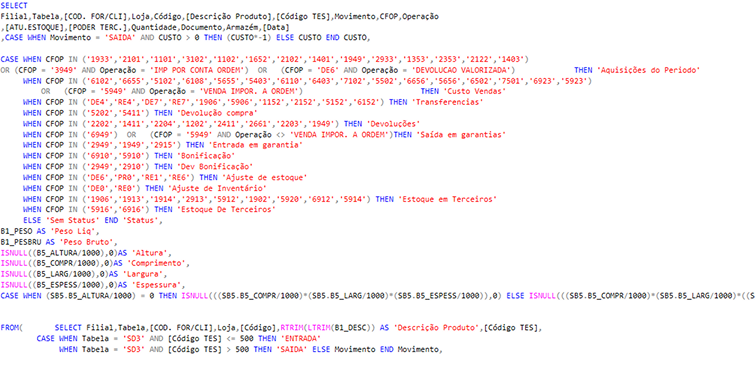 SELECT
Filial,Tabela,[COD. FOR/CLI],Loja,Código,[Descrição Produto],[Código TES],Movimento,CFOP,Operação
,[ATU.ESTOQUE],[PODER TERC.],Quantidade,Documento,Armazém,[Data]
,CASE WHEN Movimento = 'SAIDA' AND CUSTO > 0 THEN (CUSTO*-1) ELSE CUSTO END CUSTO,
CASE WHEN CFOP IN ('1933','2101','1101','3102','1102','2102','1401','1949','2933','1353','2353','2122','1403')
OR (CFOP = '3949' AND Operação = 'IMP POR CONTA ORDEM') OR (CFOP = 'DE6' AND Operação = 'DEVOLUCAO VALORIZADA') THEN 'Aquisições do Periodo'
WHEN CFOP IN ('6102','6655','5102','6108','5655','5403','6110','6403','7102','5502','6656','5656','6502','7501','6923','5923')
OR (CFOP = '5949' AND Operação = 'VENDA IMPOR. A ORDEM') THEN 'Custo Vendas'
WHEN CFOP IN ('DE4','RE4','DE7','RE7','1906','5906','1152','2152','5152','6152') THEN 'Transferencias'
WHEN CFOP IN ('5202','5411') THEN 'Devolução compra'
WHEN CFOP IN ('2202','1411','2204','1202','2411','2661','2203','1949') THEN 'Devoluções'
WHEN CFOP IN ('6949') OR (CFOP = '5949' AND Operação <> 'VENDA IMPOR. A ORDEM')THEN 'Saída em garantias'
WHEN CFOP IN ('2949','1949','2915') THEN 'Entrada em garantia'
WHEN CFOP IN ('6910','5910') THEN 'Bonificação'
WHEN CFOP IN ('2949','2910') THEN 'Dev Bonificação'
WHEN CFOP IN ('DE6','PR0','RE1','RE6') THEN 'Ajuste de estoque'
WHEN CFOP IN ('DE0','RE0') THEN 'Ajuste de Inventário'
WHEN CFOP IN ('1906','1913','1914','2913','5912','1902','5920','6912','5914') THEN 'Estoque em Terceiros'
WHEN CFOP IN ('5916','6916') THEN 'Estoque De Terceiros'
ELSE 'Sem Status' END 'Status',
B1_PESO AS 'Peso Liq',
B1_PESBRU AS 'Peso Bruto',
ISNULL((B5_ALTURA/1000),0)AS 'Altura',
ISNULL((B5_COMPR/1000),0)AS 'Comprimento',
ISNULL((B5_LARG/1000),0)AS 'Largura',
ISNULL((B5_ESPESS/1000),0)AS 'Espessura',
CASE WHEN (SB5.B5_ALTURA/1000) = 0 THEN ISNULL(((SB5.B5_COMPR/1000)*(SB5.B5_LARG/1000)*(SB5.B5_ESPESS/1000)),0) ELSE ISNULL(((SB5.B5_COMPR/1000)*(SB5.B5_LARG/1000)*((S
FROM( SELECT Filial,Tabela,[COD. FOR/CLI],Loja,[Código],RTRIM(LTRIM(B1_DESC)) AS 'Descrição Produto',[Código TES],
CASE WHEN Tabela = 'SD3' AND [Código TES] <= 500 THEN 'ENTRADA'
WHEN Tabela = 'SD3' AND [Código TES] > 500 THEN 'SAIDA' ELSE Movimento END Movimento,